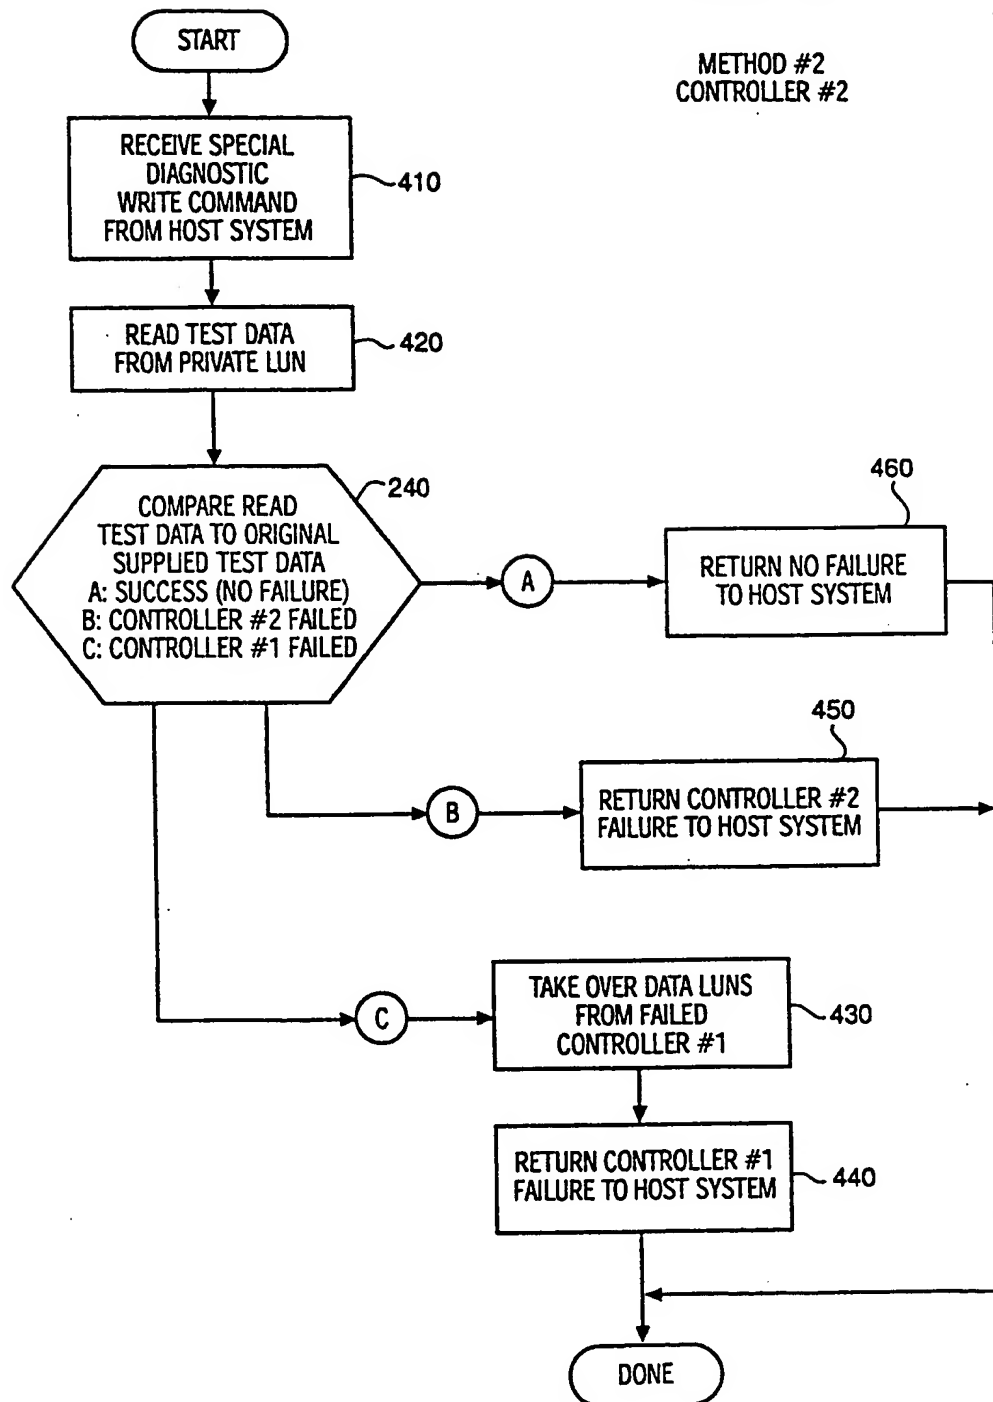 START
METHOD #2
CONTROLLER #2
RECEIVE SPECIAL
DIAGNOSTIC
WRITE COMMAND
FROM HOST SYSTEM
410
READ TEST DATA
FROM PRIVATE LUN
420
COMPARE READ
TEST DATA TO ORIGINAL
SUPPLIED TEST DATA
A: SUCCESS (NO FAILURE)
B: CONTROLLER #2 FAILED
C: CONTROLLER #1 FAILED
240
A
460
RETURN NO FAILURE
TO HOST SYSTEM
B
450
RETURN CONTROLLER #2
FAILURE TO HOST SYSTEM
C
TAKE OVER DATA LUNS
FROM FAILED
CONTROLLER #1
430
RETURN CONTROLLER #1
FAILURE TO HOST SYSTEM
440
DONE